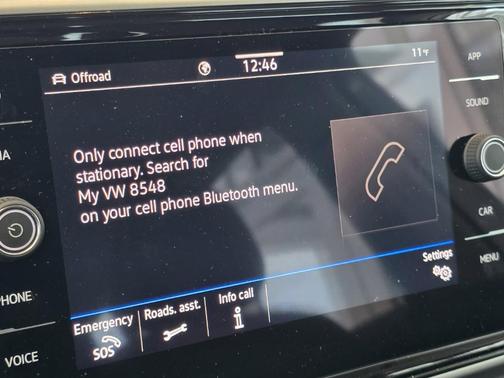 Offroad
12:46
11°F
APP
SOUND
Only connect cell phone when
stationary. Search for
My VW 8548
on your cell phone Bluetooth menu.
CAR
MENU
Settings
PHONE
VOICE
Emergency
SOS
Roads. asst.
Info call